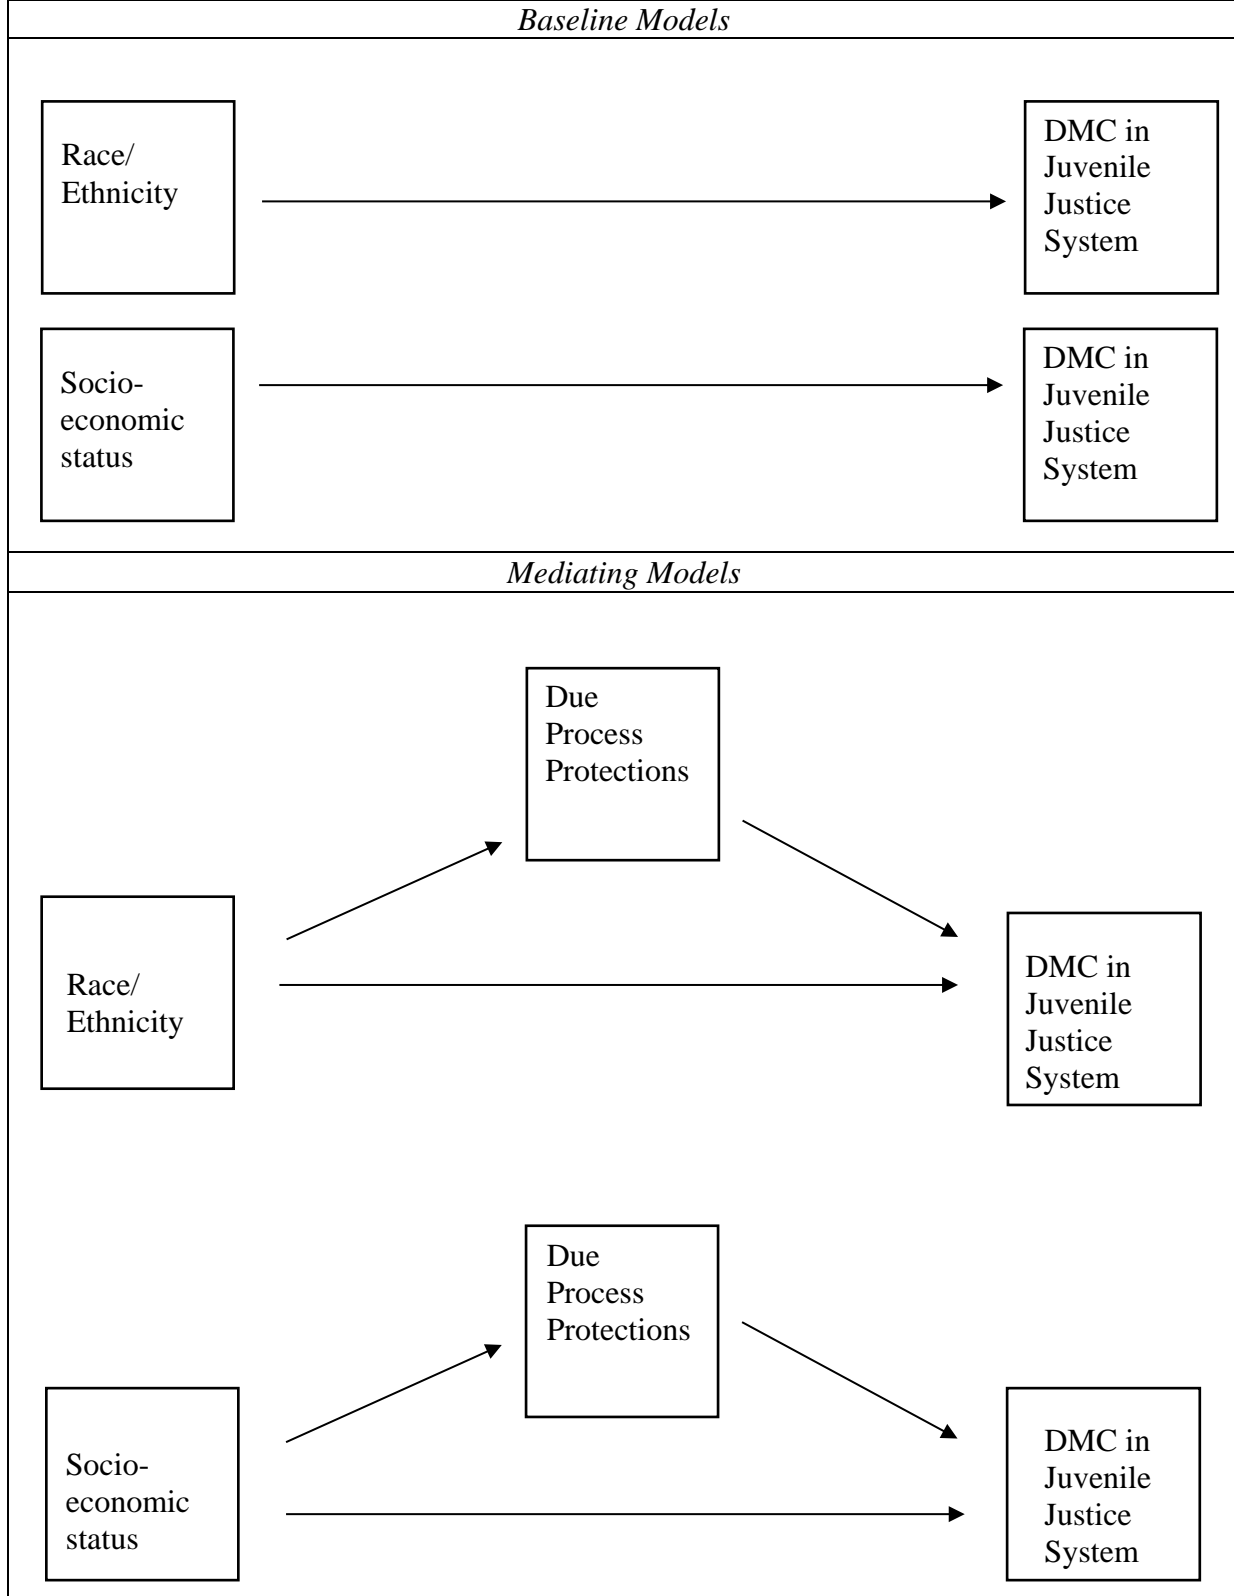 Baseline Models
Race/
Ethnicity
DMC in
Juvenile
Justice
System
Socio-
economic
status
DMC in
Juvenile
Justice
System
Mediating Models
Due
Process
Protections
Race/
Ethnicity
DMC in
Juvenile
Justice
System
Due
Process
Protections
Socio-
economic
status
DMC in
Juvenile
Justice
System